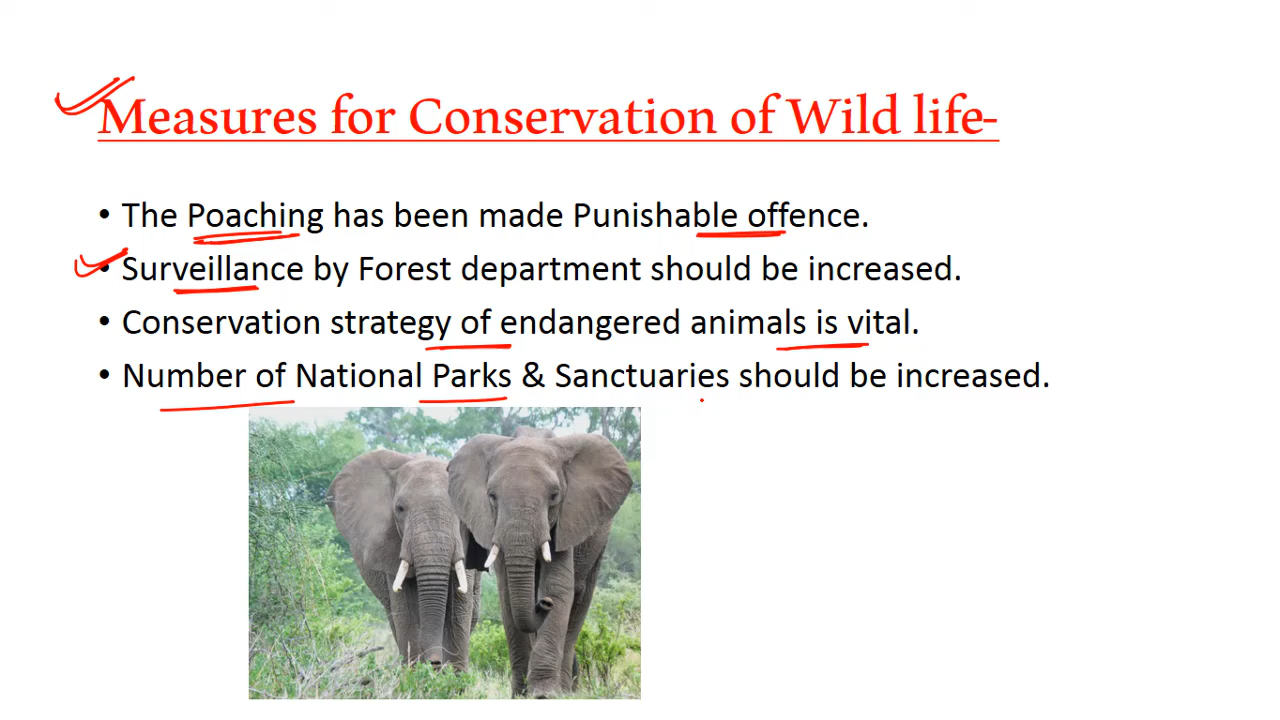 Measures for Conservation of Wild life-
• The Poaching has been made Punishable offence.
• Surveillance by Forest department should be increased.
• Conservation strategy of endangered animals is vital.
• Number of National Parks & Sanctuaries should be increased.